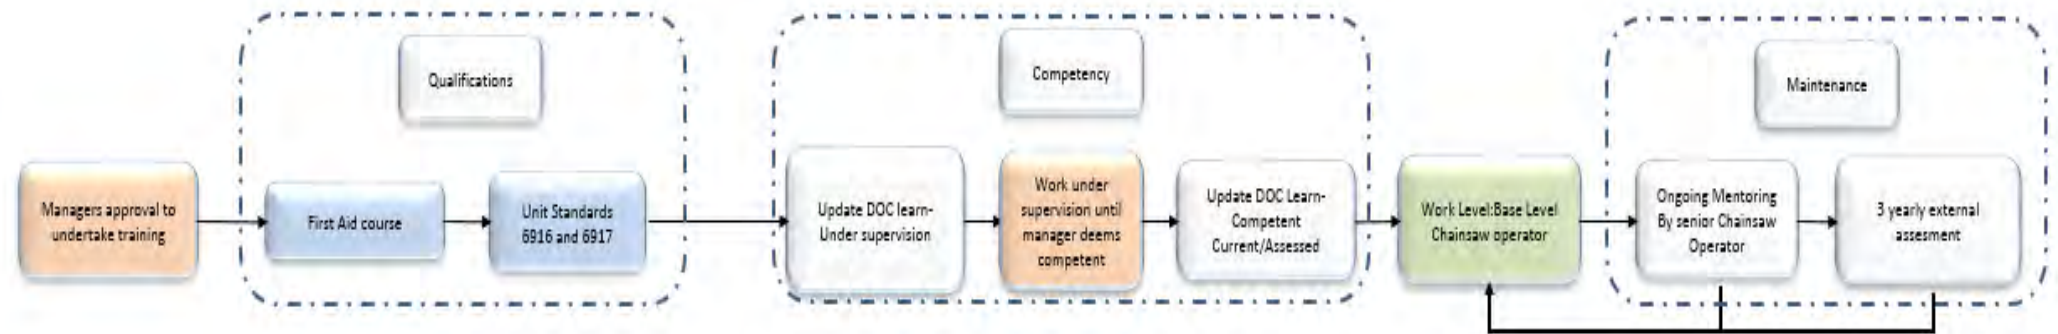 Qualifications
Competency
Maintenance
Managers approval to
undertake training
First Aid course
Unit Standards
6916 and 6917
Update DOC learn-
Under supervision
Work under
supervision until
manager deems
competent
Update DOC Learn-
Competent
Current/Assessed
Work Level:Base Level
Chainsaw operator
Ongoing Mentoring
By senior Chainsaw
Operator
3 yearly external
assesment